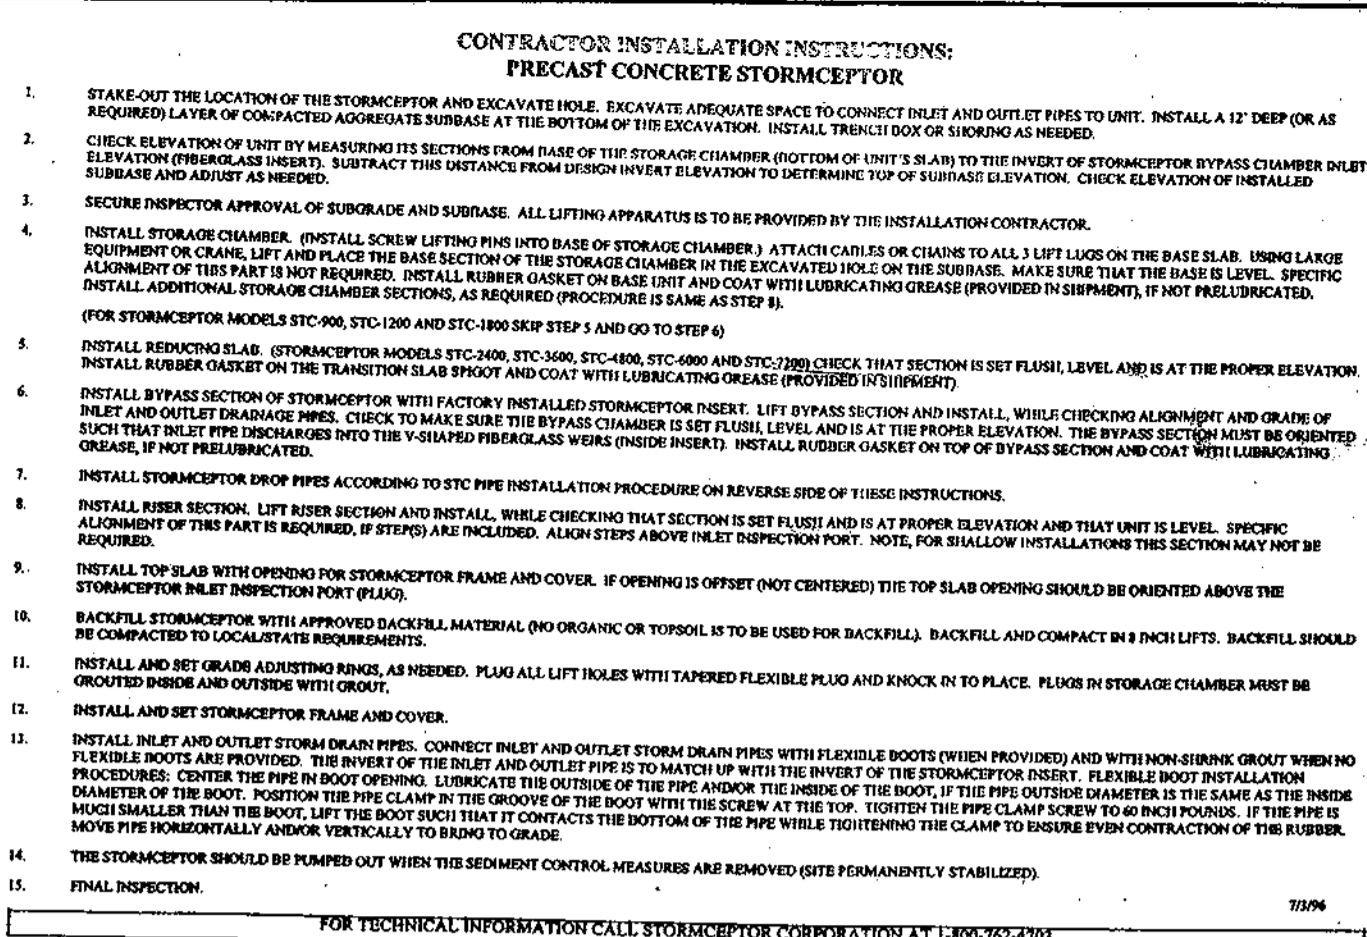 CONTRACTOR INSTALLATION INSTRUCTIONS:
PRECAST CONCRETE STORMCEPTOR
1. STAKE-OUT THE LOCATION OF THE STORMCEPTOR AND EXCAVATE HOLE. EXCAVATE ADEQUATE SPACE TO CONNECT INLET AND OUTLET PIPES TO UNIT. INSTALL A 12" DEEP (OR AS
REQUIRED) LAYER OF COMPACTED AGGREGATE SUBBASE AT THE BOTTOM OF THE EXCAVATION. INSTALL TRENCH BOX OR SHORING AS NEEDED.
2. CHECK ELEVATION OF UNIT BY MEASURING ITS SECTIONS FROM BASE OF THE STORAGE CHAMBER (BOTTOM OF UNIT'S SLAB) TO THE INVERT OF STORMCEPTOR BYPASS CHAMBER INLET
ELEVATION (FIBERGLASS INSERT). SUBTRACT THIS DISTANCE FROM DESIGN INVERT ELEVATION TO DETERMINE TOP OF SUBBASE ELEVATION. CHECK ELEVATION OF INSTALLED
SUBBASE AND ADJUST AS NEEDED.
3. SECURE INSPECTOR APPROVAL OF SUBGRADE AND SUBBASE. ALL LIFTING APPARATUS IS TO BE PROVIDED BY THE INSTALLATION CONTRACTOR.
4. INSTALL STORAGE CHAMBER. (INSTALL SCREW LIFTING PINS INTO BASE OF STORAGE CHAMBER.) ATTACH CABLES OR CHAINS TO ALL 3 LIFT LUGS ON THE BASE SLAB. USING LARGE
EQUIPMENT OR CRANE, LIFT AND PLACE THE BASE SECTION OF THE STORAGE CHAMBER IN THE EXCAVATED HOLE ON THE SUBBASE. MAKE SURE THAT THE BASE IS LEVEL. SPECIFIC
ALIGNMENT OF THIS PART IS NOT REQUIRED. INSTALL RUBBER GASKET ON BASE UNIT AND COAT WITH LUBRICATING GREASE (PROVIDED IN SHIPMENT), IF NOT PRELUBRICATED.
INSTALL ADDITIONAL STORAGE CHAMBER SECTIONS, AS REQUIRED (PROCEDURE IS SAME AS STEP 8).
(FOR STORMCEPTOR MODELS STC-900, STC-1200 AND STC-1800 SKIP STEP 5 AND GO TO STEP 6)
5. INSTALL REDUCING SLAB. (STORMCEPTOR MODELS STC-2400, STC-3600, STC-4800, STC-6000 AND STC-7200) CHECK THAT SECTION IS SET FLUSH, LEVEL AND IS AT THE PROPER ELEVATION.
INSTALL RUBBER GASKET ON THE TRANSITION SLAB SPIGOT AND COAT WITH LUBRICATING GREASE (PROVIDED IN SHIPMENT).
6. INSTALL BYPASS SECTION OF STORMCEPTOR WITH FACTORY INSTALLED STORMCEPTOR INSERT. LIFT BYPASS SECTION AND INSTALL, WHILE CHECKING ALIGNMENT AND GRADE OF
INLET AND OUTLET DRAINAGE PIPES. CHECK TO MAKE SURE THE BYPASS CHAMBER IS SET FLUSH, LEVEL AND IS AT THE PROPER ELEVATION. THE BYPASS SECTION MUST BE ORIENTED
SUCH THAT INLET PIPE DISCHARGES INTO THE V-SHAPED FIBERGLASS WEIRS (INSIDE INSERT). INSTALL RUBBER GASKET ON TOP OF BYPASS SECTION AND COAT WITH LUBRICATING
GREASE, IF NOT PRELUBRICATED.
7. INSTALL STORMCEPTOR DROP PIPES ACCORDING TO STC PIPE INSTALLATION PROCEDURE ON REVERSE SIDE OF THESE INSTRUCTIONS.
8. INSTALL RISER SECTION. LIFT RISER SECTION AND INSTALL, WHILE CHECKING THAT SECTION IS SET FLUSH AND IS AT PROPER ELEVATION AND THAT UNIT IS LEVEL. SPECIFIC
ALIGNMENT OF THIS PART IS REQUIRED, IF STEP(S) ARE INCLUDED. ALIGN STEPS ABOVE INLET INSPECTION PORT. NOTE, FOR SHALLOW INSTALLATIONS THIS SECTION MAY NOT BE
REQUIRED.
9. INSTALL TOP SLAB WITH OPENING FOR STORMCEPTOR FRAME AND COVER. IF OPENING IS OFFSET (NOT CENTERED) THE TOP SLAB OPENING SHOULD BE ORIENTED ABOVE THE
STORMCEPTOR INLET INSPECTION PORT (PLUG).
10. BACKFILL STORMCEPTOR WITH APPROVED BACKFILL MATERIAL (NO ORGANIC OR TOPSOIL IS TO BE USED FOR BACKFILL). BACKFILL AND COMPACT IN 8 INCH LIFTS. BACKFILL SHOULD
BE COMPACTED TO LOCAL/STATE REQUIREMENTS.
11. INSTALL AND SET GRADE ADJUSTING RINGS, AS NEEDED. PLUG ALL LIFT HOLES WITH TAPERED FLEXIBLE PLUG AND KNOCK IN TO PLACE. PLUGS IN STORAGE CHAMBER MUST BE
GROUTED INSIDE AND OUTSIDE WITH GROUT.
12. INSTALL AND SET STORMCEPTOR FRAME AND COVER.
13. INSTALL INLET AND OUTLET STORM DRAIN PIPES. CONNECT INLET AND OUTLET STORM DRAIN PIPES WITH FLEXIBLE BOOTS (WHEN PROVIDED) AND WITH NON-SHRINK GROUT WHEN NO
FLEXIBLE BOOTS ARE PROVIDED. THE INVERT OF THE INLET AND OUTLET PIPE IS TO MATCH UP WITH THE INVERT OF THE STORMCEPTOR INSERT. FLEXIBLE BOOT INSTALLATION
PROCEDURES: CENTER THE PIPE IN BOOT OPENING. LUBRICATE THE OUTSIDE OF THE PIPE AND/OR THE INSIDE OF THE BOOT, IF THE PIPE OUTSIDE DIAMETER IS THE SAME AS THE INSIDE
DIAMETER OF THE BOOT. POSITION THE PIPE CLAMP IN THE GROOVE OF THE BOOT WITH THE SCREW AT THE TOP. TIGHTEN THE PIPE CLAMP SCREW TO 60 INCH POUNDS. IF THE PIPE IS
MUCH SMALLER THAN THE BOOT, LIFT THE BOOT SUCH THAT IT CONTACTS THE BOTTOM OF THE PIPE WHILE TIGHTENING THE CLAMP TO ENSURE EVEN CONTRACTION OF THE RUBBER.
MOVE PIPE HORIZONTALLY AND/OR VERTICALLY TO BRING TO GRADE.
14. THE STORMCEPTOR SHOULD BE PUMPED OUT WHEN THE SEDIMENT CONTROL MEASURES ARE REMOVED (SITE PERMANENTLY STABILIZED).
15. FINAL INSPECTION.
7/3/96
FOR TECHNICAL INFORMATION CALL STORMCEPTOR CORPORATION AT